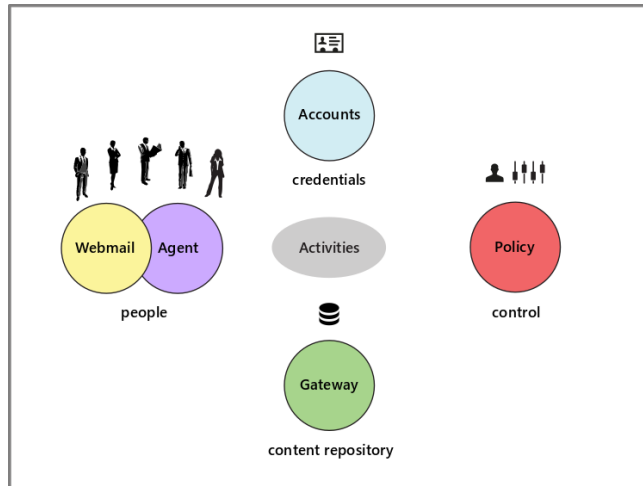 Accounts
credentials
Webmail
Agent
Activities
Policy
people
control
Gateway
content repository